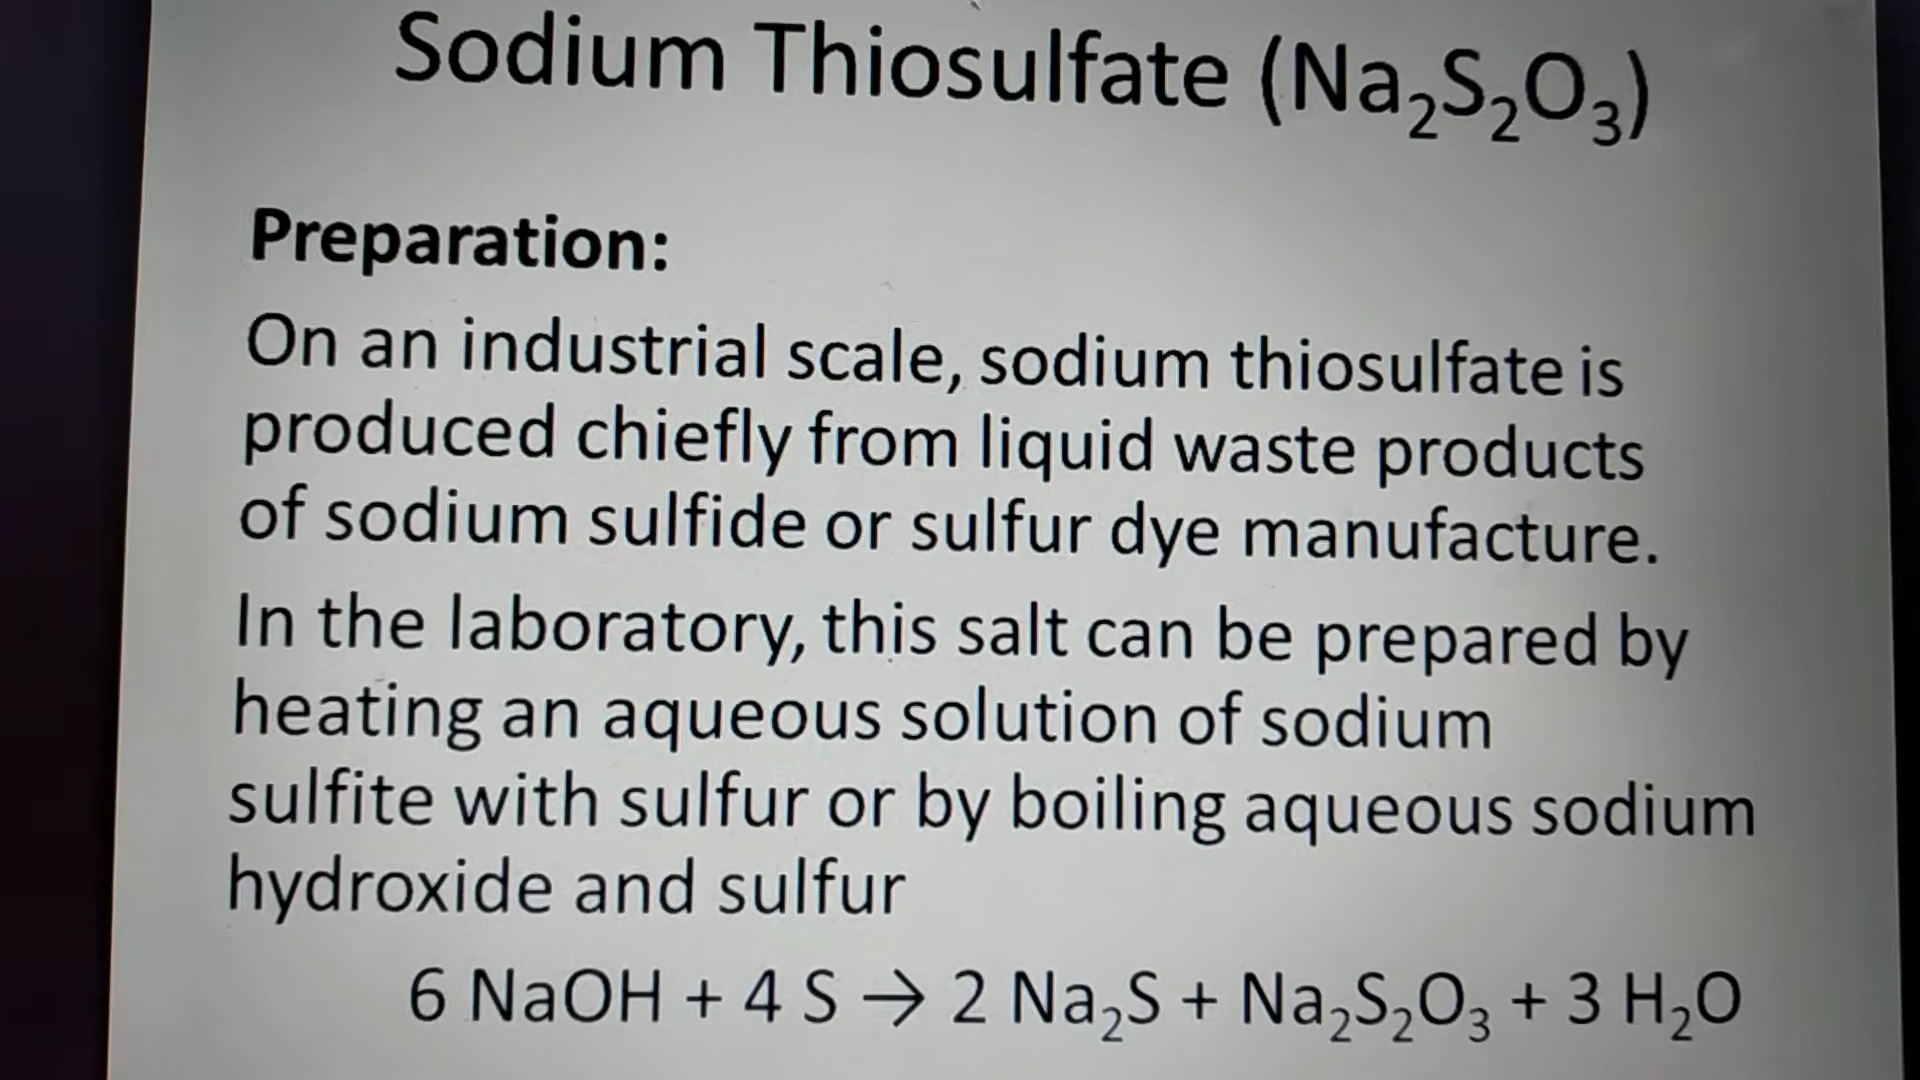 Sodium Thiosulfate (Na₂S₂O₃)
Preparation:
On an industrial scale, sodium thiosulfate is
produced chiefly from liquid waste products
of sodium sulfide or sulfur dye manufacture.
In the laboratory, this salt can be prepared by
heating an aqueous solution of sodium
sulfite with sulfur or by boiling aqueous sodium
hydroxide and sulfur
6 NaOH + 4 S → 2 Na₂S + Na₂S₂O₃ + 3 H₂O